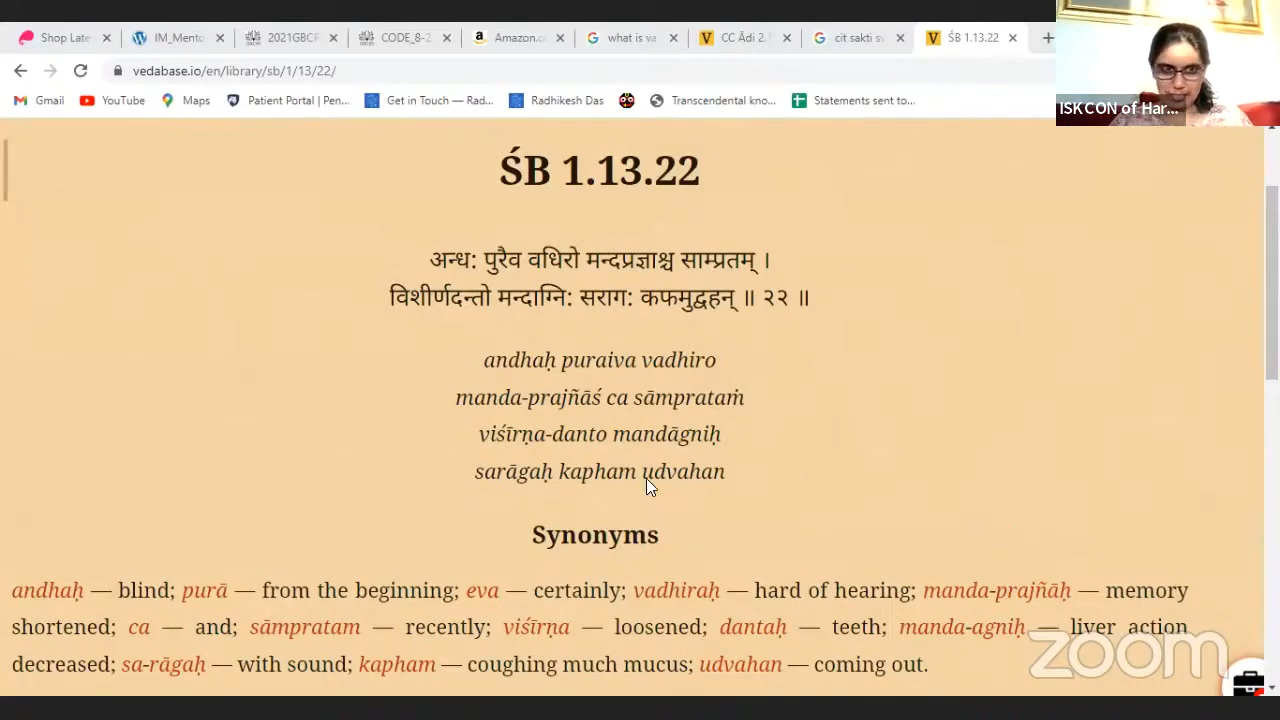 Shop Late
IM_Mento
2021GBCF
CODE_8-2
Amazon.c
what is va
CC Ādi 2.1
cit sakti sv
ŚB 1.13.22
vedabase.io/en/library/sb/1/13/22/
Gmail
YouTube
Maps
Patient Portal | Pen...
Get in Touch — Rad...
Radhikesh Das
Transcendental kno...
Statements sent to...
ISKCON of Har...
ŚB 1.13.22
अन्ध: पुरैव वधिरो मन्दप्रज्ञाश्च साम्प्रतम् ।
विशीर्णदन्तो मन्दाग्नि: सराग: कफमुद्वहन् ॥ २२ ॥
andhaḥ puraiva vadhiro
manda-prajñāś ca sāmprataṁ
viśīrṇa-danto mandāgniḥ
sarāgaḥ kapham udvahan
Synonyms
andhaḥ — blind; purā — from the beginning; eva — certainly; vadhiraḥ — hard of hearing; manda-prajñāḥ — memory
shortened; ca — and; sāmpratam — recently; viśīrṇa — loosened; dantaḥ — teeth; manda-agniḥ — liver action
decreased; sa-rāgaḥ — with sound; kapham — coughing much mucus; udvahan — coming out.
zoom